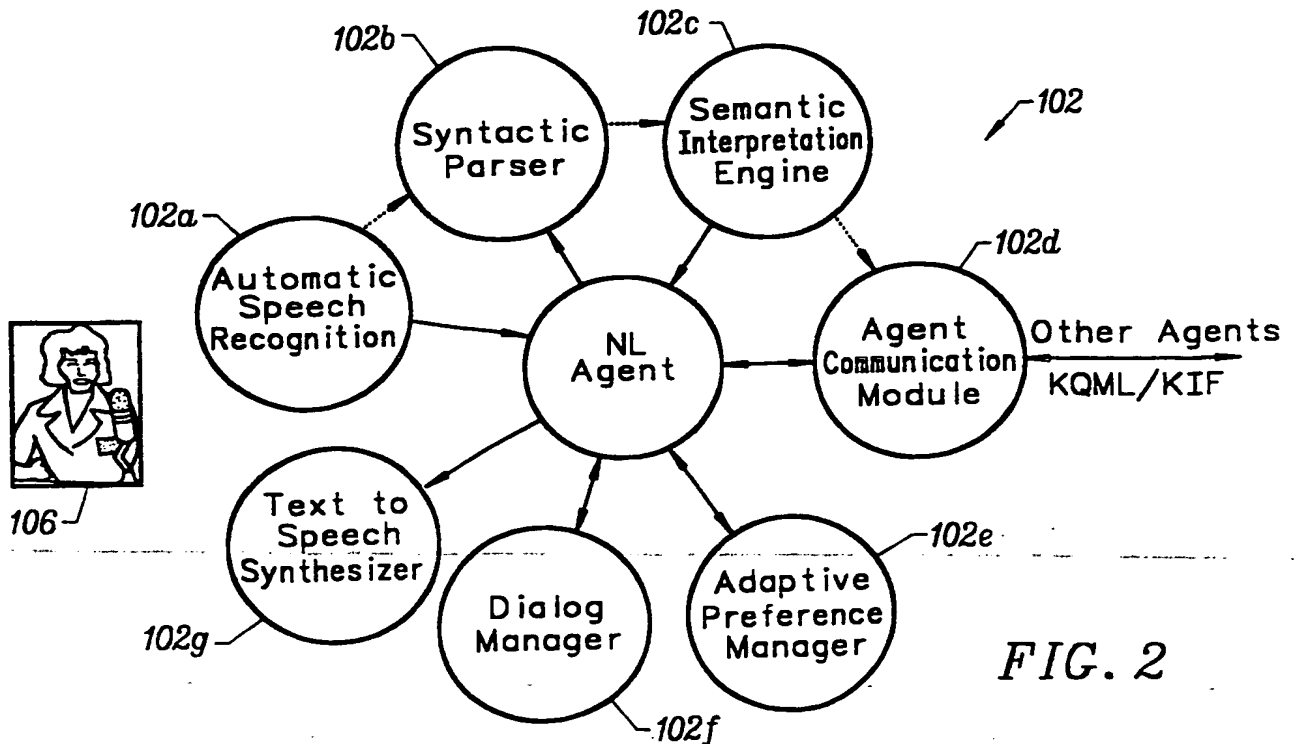 102b
102c
102
Syntactic
Parser
Semantic
Interpretation
Engine
102a
102d
Automatic
Speech
Recognition
NL
Agent
Agent
Communication
Module
Other Agents
KQML/KIF
106
Text to
Speech
Synthesizer
102g
Dialog
Manager
102f
102e
Adaptive
Preference
Manager
FIG. 2